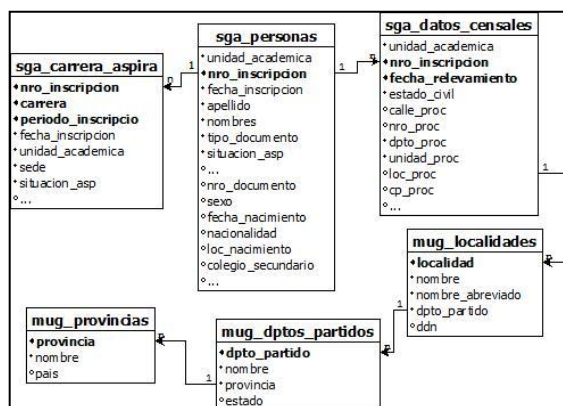 sga_carrera_aspira
nro_inscripcion
carrera
periodo_inscripcio
fecha_inscripcion
unidad_academica
sede
situacion_asp
...
1
n
sga_personas
unidad_academica
nro_inscripcion
fecha_inscripcion
apellido
nombres
tipo_documento
situacion_asp
...
nro_documento
sexo
fecha_nacimiento
nacionalidad
loc_nacimiento
colegio_secundario
...
1
n
sga_datos_censales
unidad_academica
nro_inscripcion
fecha_relevamiento
estado_civil
calle_proc
nro_proc
dpto_proc
unidad_proc
loc_proc
cp_proc
...
1
n
mug_localidades
localidad
nombre
nombre_abreviado
dpto_partido
ddn
1
n
mug_dptos_partidos
dpto_partido
nombre
provincia
estado
1
n
mug_provincias
provincia
nombre
pais